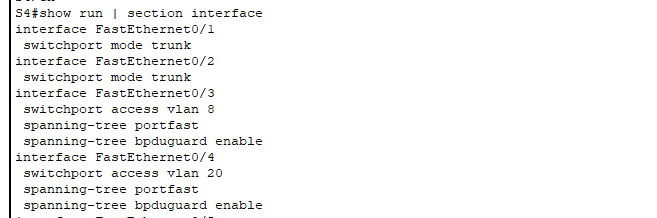 S4#show run | section interface
interface FastEthernet0/1
 switchport mode trunk
interface FastEthernet0/2
 switchport mode trunk
interface FastEthernet0/3
 switchport access vlan 8
 spanning-tree portfast
 spanning-tree bpduguard enable
interface FastEthernet0/4
 switchport access vlan 20
 spanning-tree portfast
 spanning-tree bpduguard enable